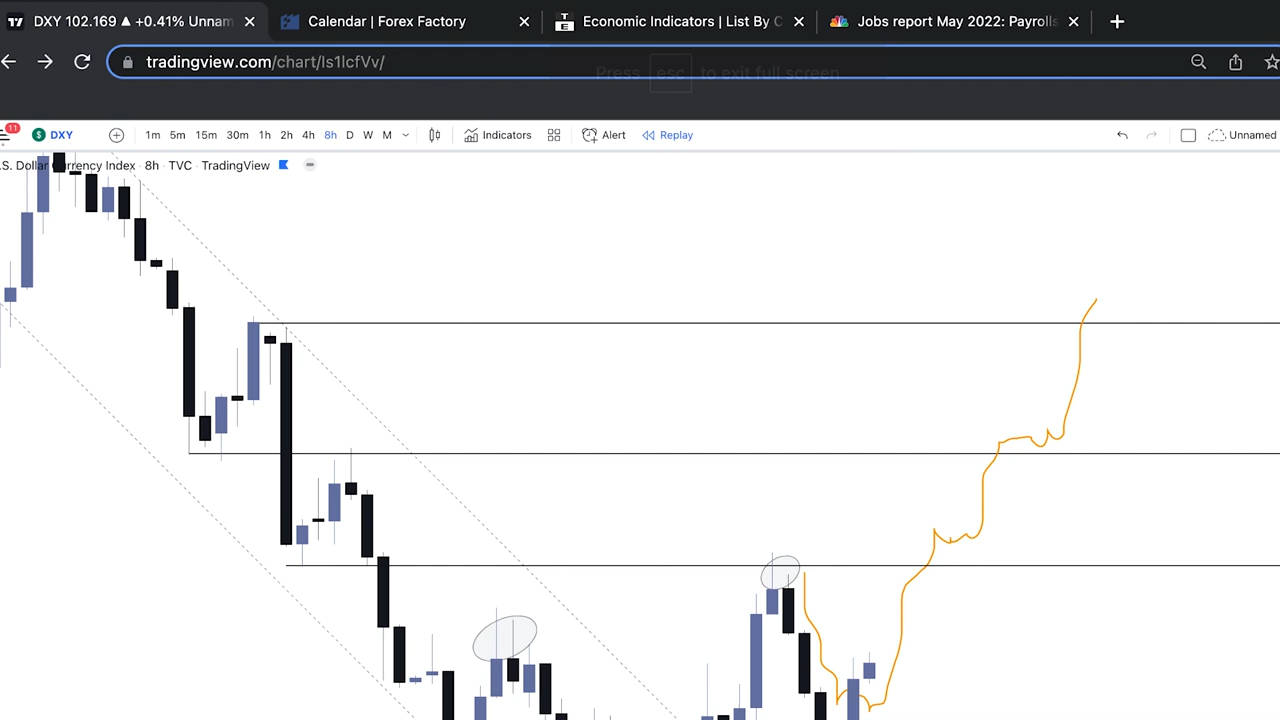 DXY 102.169 ▲ +0.41% Unnam
Calendar | Forex Factory
Economic Indicators | List By C
Jobs report May 2022: Payrolls
tradingview.com/chart/Is1lcfVv/
Press esc to exit full screen
11
DXY 1m 5m 15m 30m 1h 2h 4h 8h D W M Indicators Alert Replay Unnamed
.S. Dollar Currency Index · 8h · TVC · TradingView